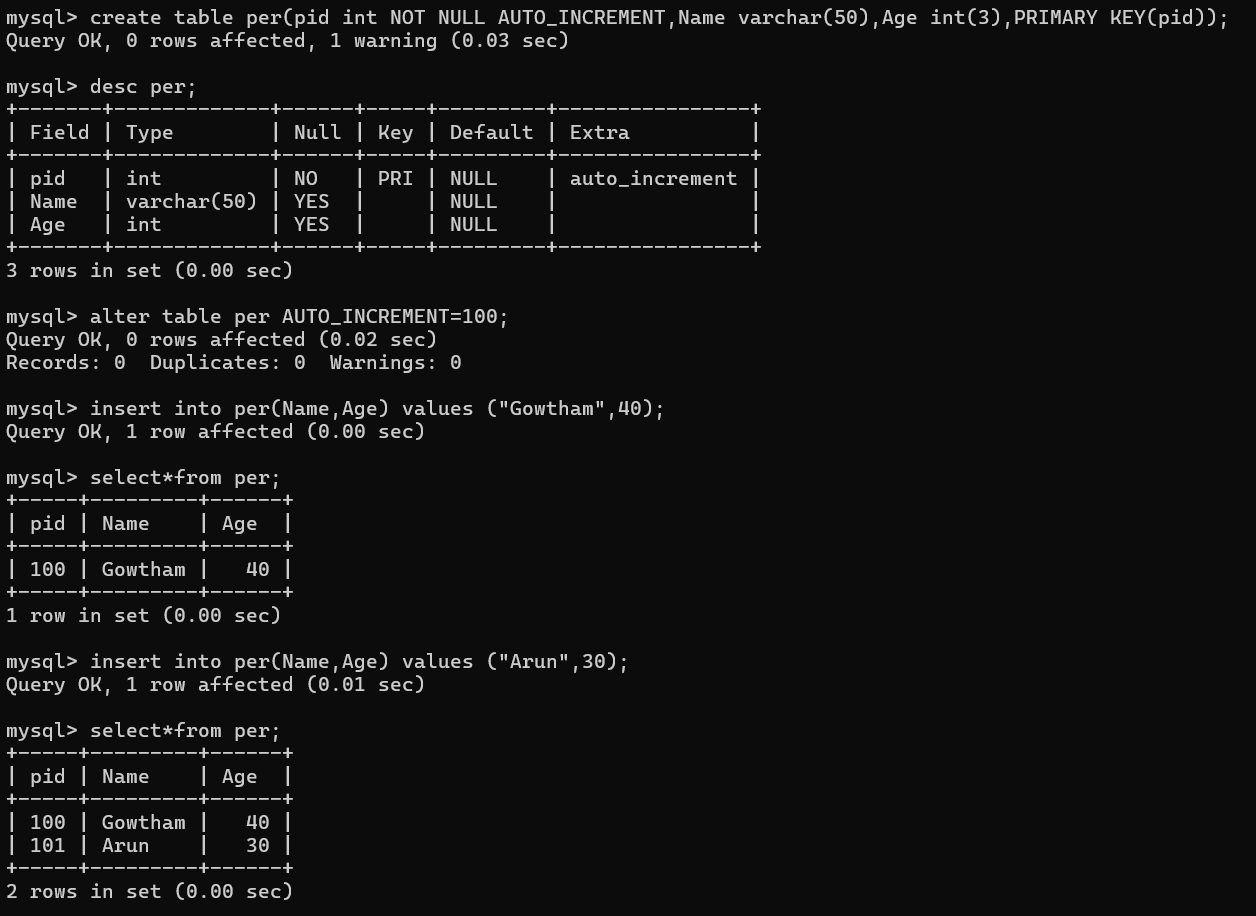 mysql> create table per(pid int NOT NULL AUTO_INCREMENT,Name varchar(50),Age int(3),PRIMARY KEY(pid));
Query OK, 0 rows affected, 1 warning (0.03 sec)

mysql> desc per;
+-------+-------------+------+-----+---------+----------------+
| Field | Type        | Null | Key | Default | Extra          |
+-------+-------------+------+-----+---------+----------------+
| pid   | int         | NO   | PRI | NULL    | auto_increment |
| Name  | varchar(50) | YES  |     | NULL    |                |
| Age   | int         | YES  |     | NULL    |                |
+-------+-------------+------+-----+---------+----------------+
3 rows in set (0.00 sec)

mysql> alter table per AUTO_INCREMENT=100;
Query OK, 0 rows affected (0.02 sec)
Records: 0  Duplicates: 0  Warnings: 0

mysql> insert into per(Name,Age) values ("Gowtham",40);
Query OK, 1 row affected (0.00 sec)

mysql> select*from per;
+-----+---------+------+
| pid | Name    | Age  |
+-----+---------+------+
| 100 | Gowtham |   40 |
+-----+---------+------+
1 row in set (0.00 sec)

mysql> insert into per(Name,Age) values ("Arun",30);
Query OK, 1 row affected (0.01 sec)

mysql> select*from per;
+-----+---------+------+
| pid | Name    | Age  |
+-----+---------+------+
| 100 | Gowtham |   40 |
| 101 | Arun    |   30 |
+-----+---------+------+
2 rows in set (0.00 sec)